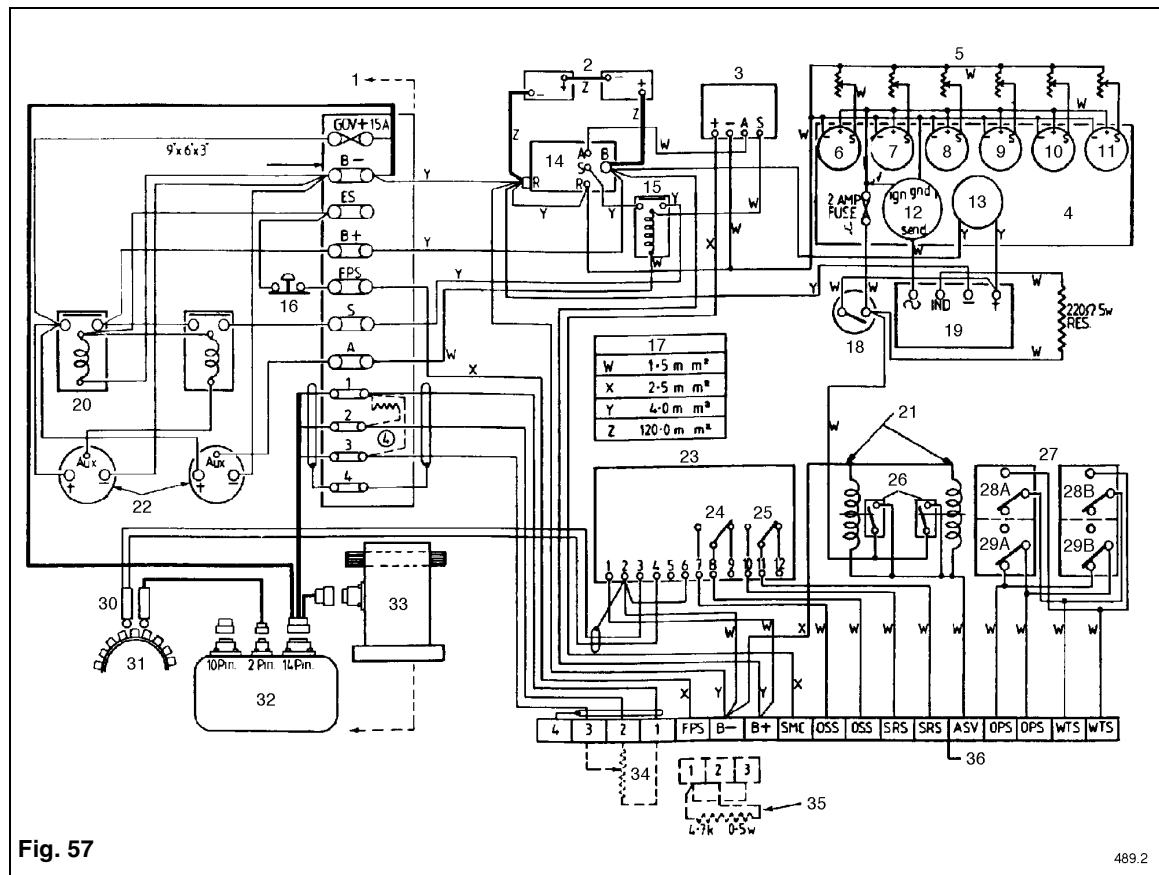 1
2
3
5
GOV+ 15A
9"x6"x3"
B-
ES
B+
FPS
S
A
1
2
3
4
4
16
20
Aux
Aux
+ -
+ -
22
Z
- + - +
Z Z
14
A
S
B
R
R
Y
Y
Y
Y
15
Y
W
W
+ - A S
W
W
X
W
W
W
W
6 7 8 9 10 11
S S S S S S
2 AMP
FUSE
ign gnd
12
send
13
4
Y Y
W
Y
W
W
18
IND - +
19
W
220Ω 5w
RES.
W
W
X
17
W 1·5 m m²
X 2·5 m m²
Y 4·0 m m²
Z 120·0 m m²
21
23
24
25
26
27
28A
28B
29A
29B
1 2 3 4 5 6 7 8 9 10 11 12
W
X
W
W
W
W
W
W
W
W
W
W
30
31
10 Pin. 2 Pin. 14 Pin.
32
33
X Y Y X
4 3 2 1 FPS B- B+ SMC OSS OSS SRS SRS ASV OPS OPS WTS WTS
34
36
1 2 3
35
4·7k 0·5w
Fig. 57
489.2